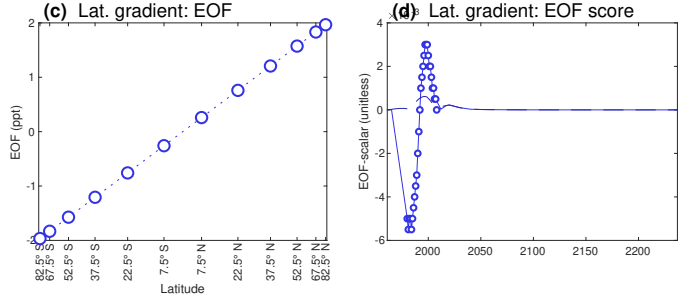 (c) Lat. gradient: EOF
2
1
0
-1
-2
EOF (ppt)
82.5° S
67.5° S
52.5° S
37.5° S
22.5° S
7.5° S
7.5° N
22.5° N
37.5° N
52.5° N
67.5° N
82.5° N
Latitude
(d) Lat. gradient: EOF score
4
2
0
-2
-4
-6
EOF-scalar (unitless)
2000
2050
2100
2150
2200